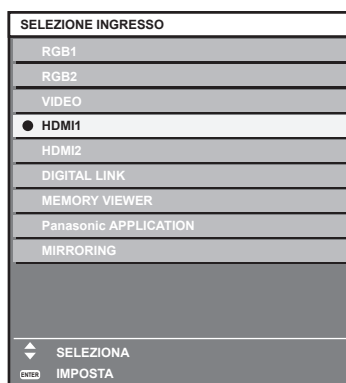 SELEZIONE INGRESSO
RGB1
RGB2
VIDEO
HDMI1
HDMI2
DIGITAL LINK
MEMORY VIEWER
Panasonic APPLICATION
MIRRORING
SELEZIONA
ENTER IMPOSTA